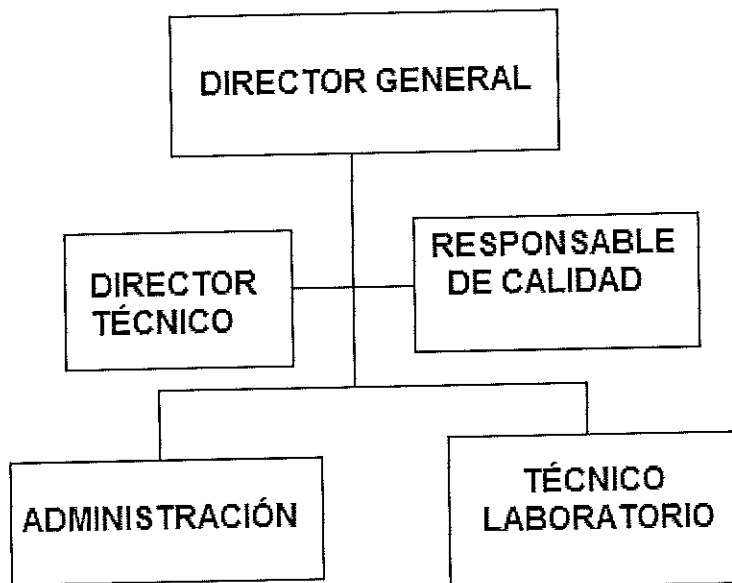 DIRECTOR GENERAL
DIRECTOR
TÉCNICO
RESPONSABLE
DE CALIDAD
ADMINISTRACIÓN
TÉCNICO
LABORATORIO